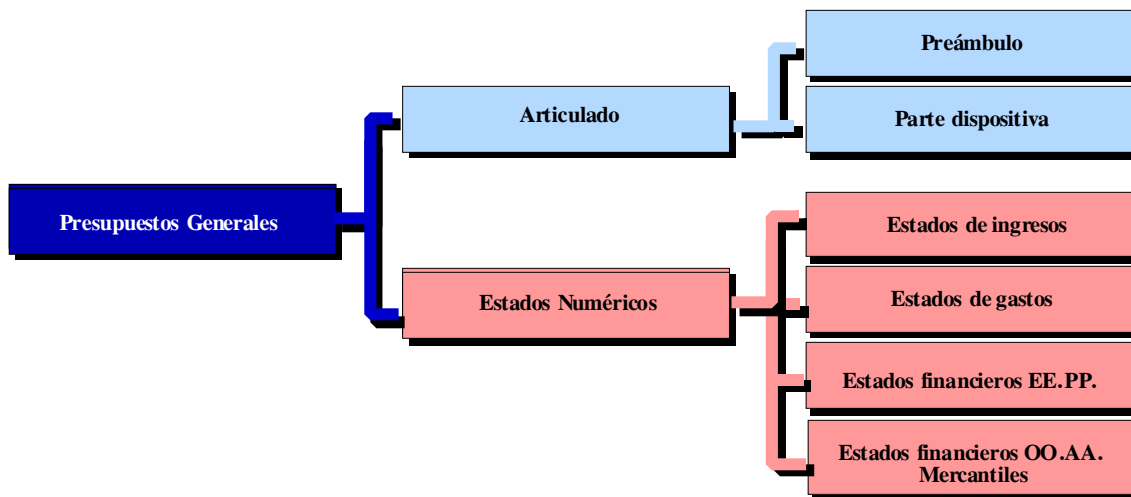 Preámbulo
Articulado
Parte dispositiva
Presupuestos Generales
Estados de ingresos
Estados Numéricos
Estados de gastos
Estados financieros EE.PP.
Estados financieros OO.AA.
Mercantiles